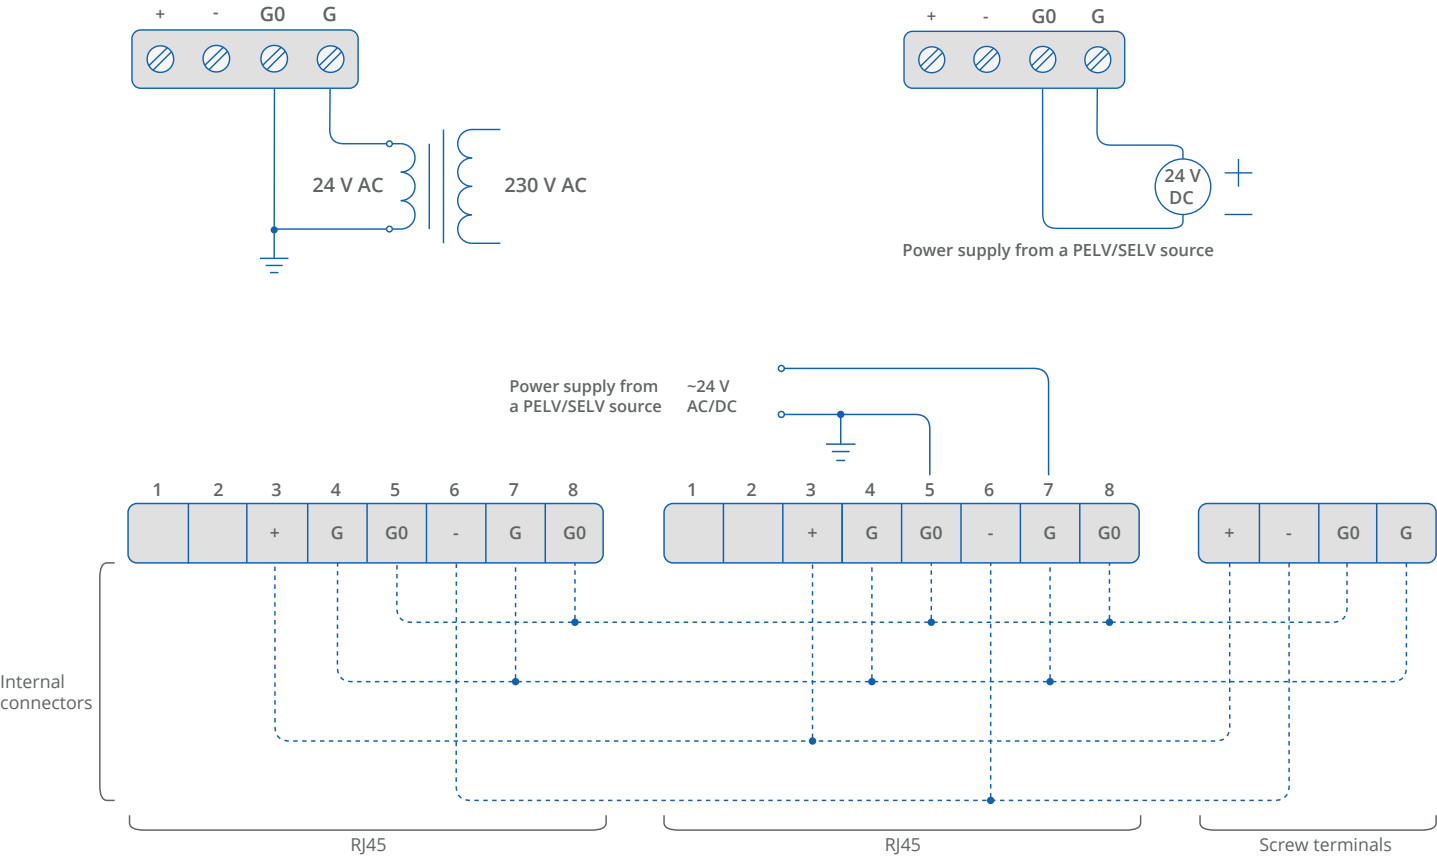 + - G0 G
24 V AC
230 V AC
+ - G0 G
24 V
DC
Power supply from a PELV/SELV source
Power supply from ~24 V
a PELV/SELV source AC/DC
1 2 3 4 5 6 7 8
+ G G0 - G G0
1 2 3 4 5 6 7 8
+ G G0 - G G0
+ - G0 G
Internal
connectors
RJ45
RJ45
Screw terminals